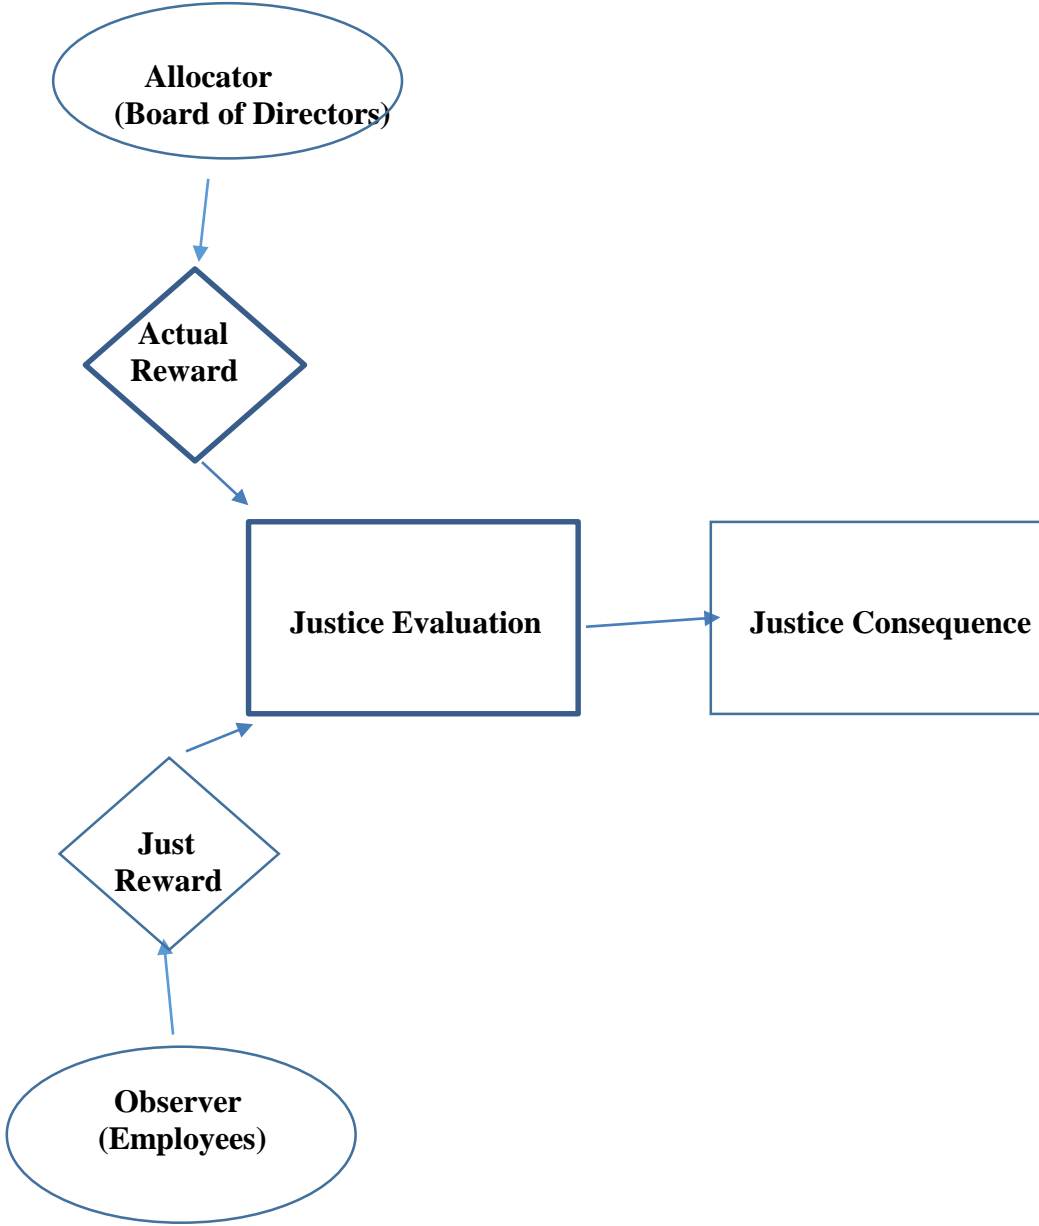 Allocator
(Board of Directors)
Actual
Reward
Justice Evaluation
Justice Consequence
Just
Reward
Observer
(Employees)